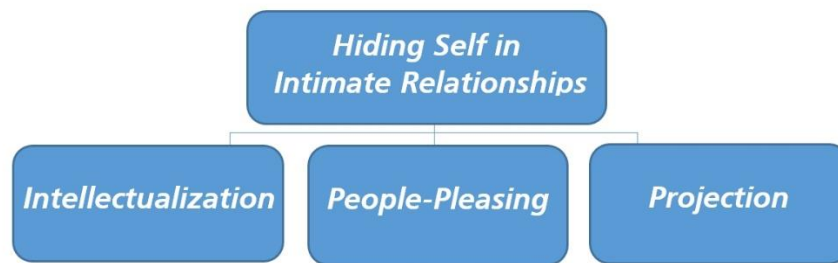 Hiding Self in
Intimate Relationships
Intellectualization
People-Pleasing
Projection